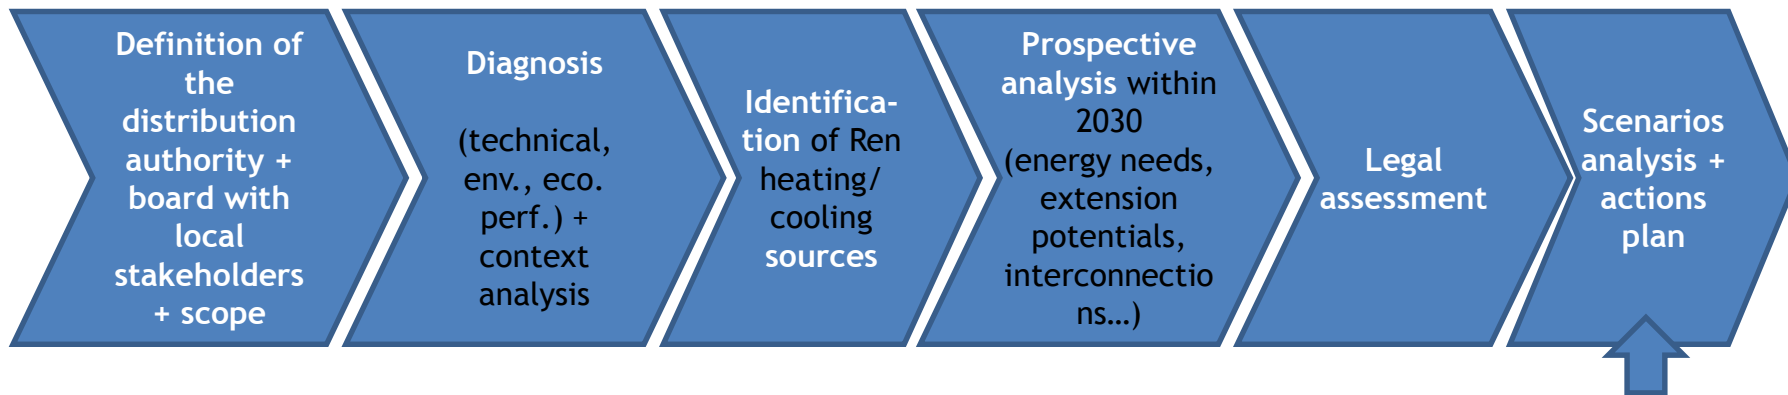 Definition of
the
distribution
authority +
board with
local
stakeholders
+ scope
Diagnosis
(technical,
env., eco.
perf.) +
context
analysis
Identifica-
tion of Ren
heating/
cooling
sources
Prospective
analysis within
2030
(energy needs,
extension
potentials,
interconnectio
ns…)
Legal
assessment
Scenarios
analysis +
actions
plan